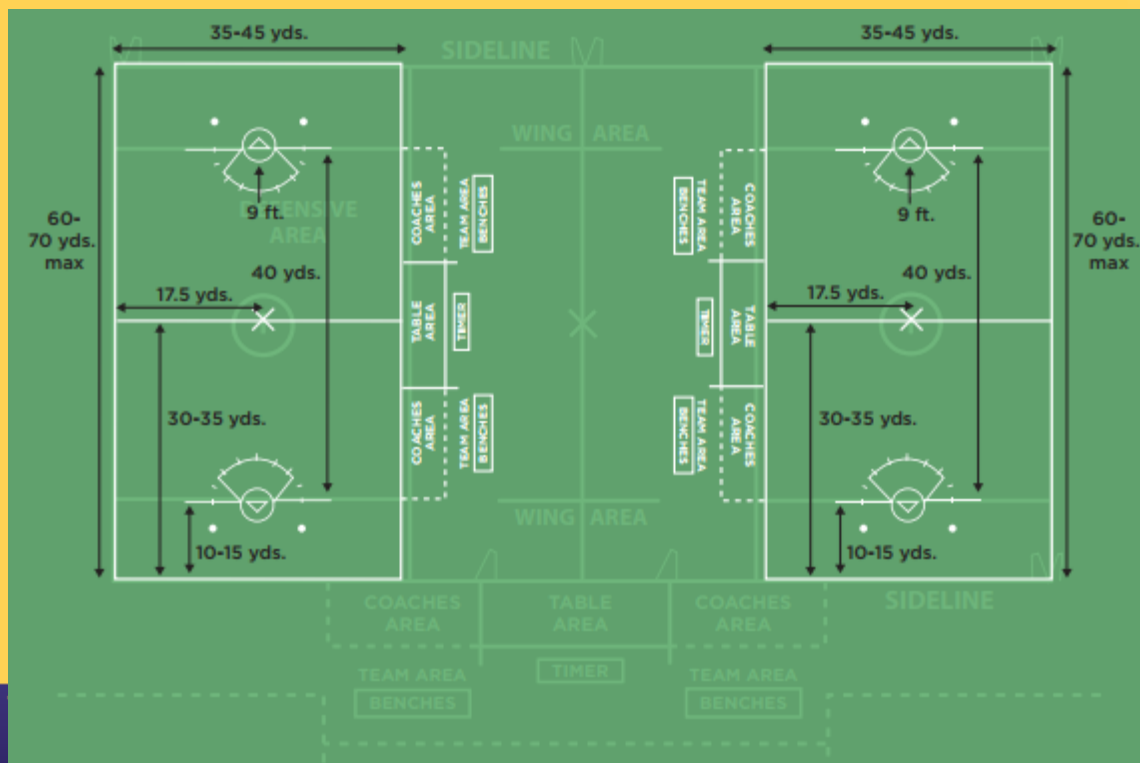 35-45 yds.
35-45 yds.
SIDELINE
WING AREA
COACHES
AREA
TEAM AREA
BENCHES
BENCHES
TEAM AREA
COACHES
AREA
9 ft.
9 ft.
DEFENSIVE
AREA
60-
70 yds.
max
60-
70 yds.
max
40 yds.
40 yds.
17.5 yds.
17.5 yds.
TABLE
AREA
TIMER
TIMER
TABLE
AREA
30-35 yds.
30-35 yds.
COACHES
AREA
TEAM AREA
BENCHES
BENCHES
TEAM AREA
COACHES
AREA
WING AREA
10-15 yds.
10-15 yds.
COACHES
AREA
TABLE
AREA
COACHES
AREA
SIDELINE
TIMER
TEAM AREA
BENCHES
TEAM AREA
BENCHES